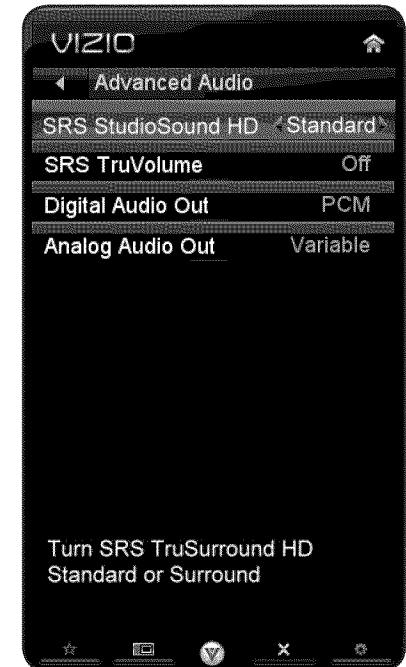 VIZIO
Advanced Audio
SRS StudioSound HD Standard
SRS TruVolume Off
Digital Audio Out PCM
Analog Audio Out Variable
Turn SRS TruSurround HD
Standard or Surround